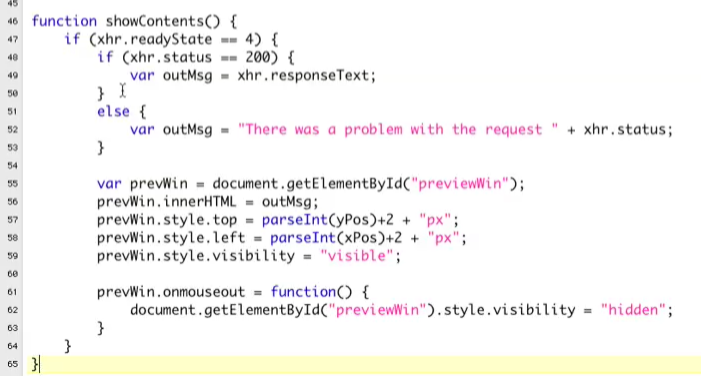 45
46 function showContents() {
47 if (xhr.readyState == 4) {
48 if (xhr.status == 200) {
49 var outMsg = xhr.responseText;
50 }
51 else {
52 var outMsg = "There was a problem with the request " + xhr.status;
53 }
54
55 var prevWin = document.getElementById("previewWin");
56 prevWin.innerHTML = outMsg;
57 prevWin.style.top = parseInt(yPos)+2 + "px";
58 prevWin.style.left = parseInt(xPos)+2 + "px";
59 prevWin.style.visibility = "visible";
60
61 prevWin.onmouseout = function() {
62 document.getElementById("previewWin").style.visibility = "hidden";
63 }
64 }
65 }